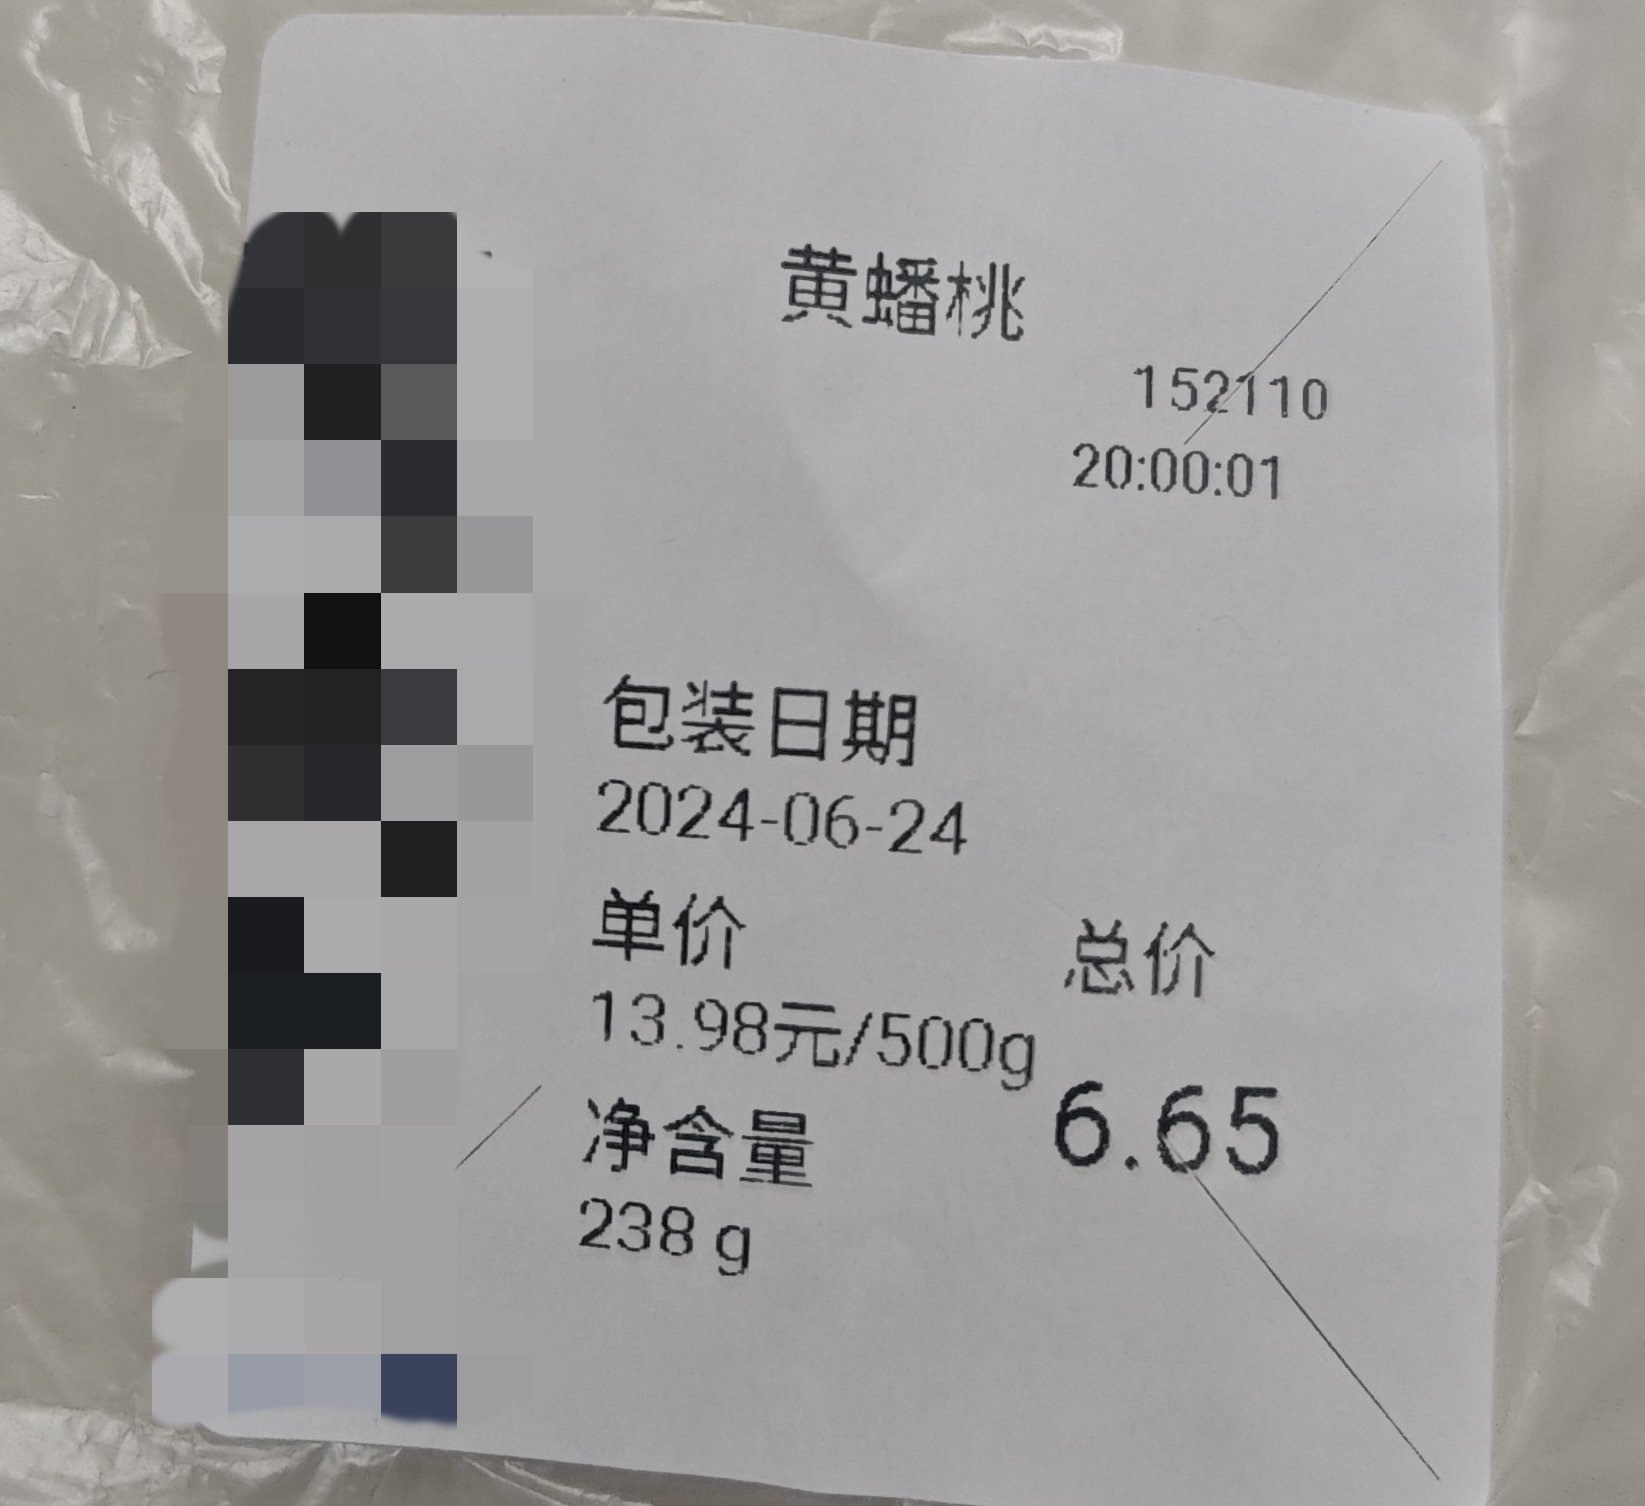 黄蟠桃
152110
20:00:01
包装日期
2024-06-24
单价
13.98元/500g
总价
6.65
净含量
238 g